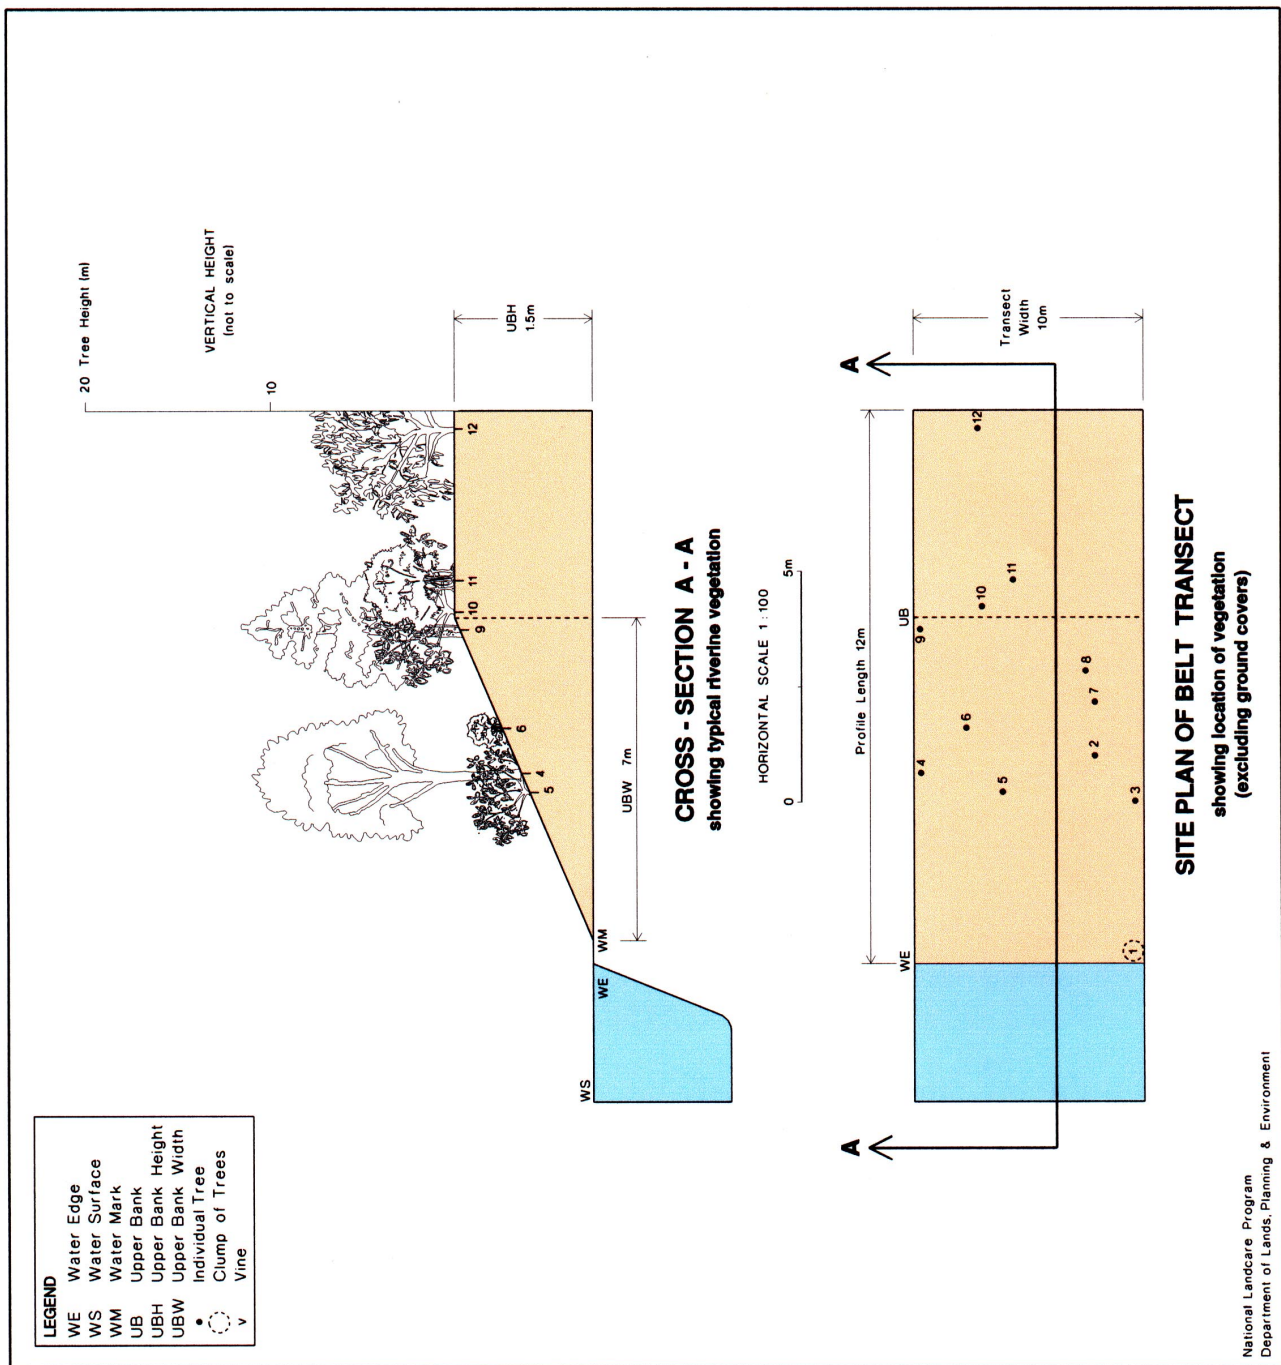 LEGEND
WE Water Edge
WS Water Surface
WM Water Mark
UB Upper Bank
UBH Upper Bank Height
UBW Upper Bank Width
• Individual Tree
Clump of Trees
v Vine
20 Tree Height (m)
10
VERTICAL HEIGHT
(not to scale)
UBH
1.5m
12
11
10
9
6
4
5
UBW 7m
WM
WE
WS
CROSS - SECTION A - A
showing typical riverine vegetation
HORIZONTAL SCALE 1 : 100
0 5m
A A
Profile Length 12m
WE UB
Transect
Width
10m
4
9
6
10
12
5
11
2
7
8
3
1
SITE PLAN OF BELT TRANSECT
showing location of vegetation
(excluding ground covers)
National Landcare Program
Department of Lands, Planning & Environment